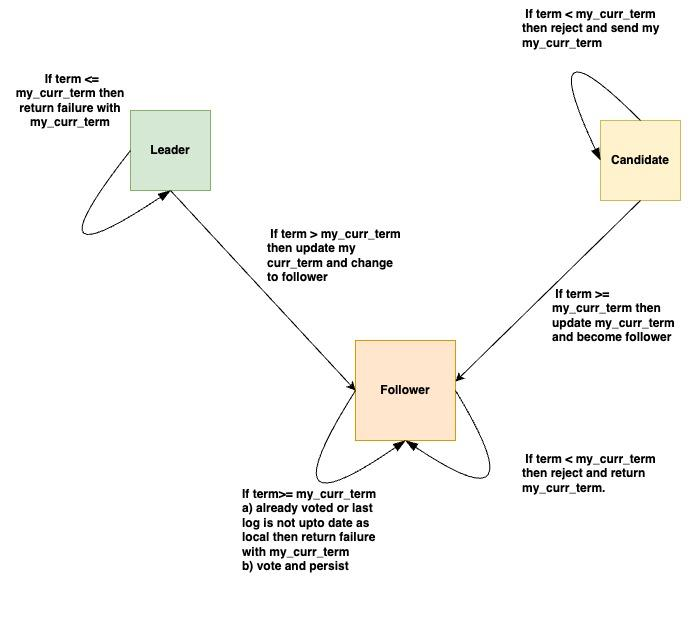 If term < my_curr_term
then reject and send my
my_curr_term
If term <=
my_curr_term then
return failure with
my_curr_term
Leader
Candidate
If term > my_curr_term
then update my
curr_term and change
to follower
If term >=
my_curr_term then
update my_curr_term
and become follower
Follower
If term < my_curr_term
then reject and return
my_curr_term.
If term>= my_curr_term
a) already voted or last
log is not upto date as
local then return failure
with my_curr_term
b) vote and persist